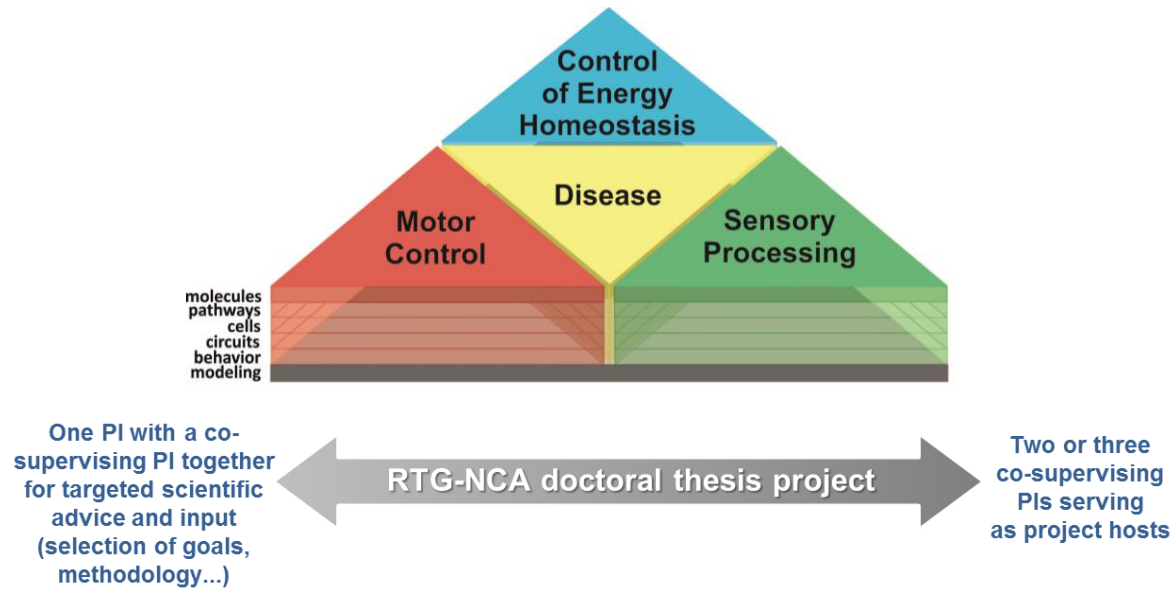 Control
of Energy
Homeostasis
Disease
Motor
Control
Sensory
Processing
molecules
pathways
cells
circuits
behavior
modeling
One PI with a co-
supervising PI together
for targeted scientific
advice and input
(selection of goals,
methodology...)
RTG-NCA doctoral thesis project
Two or three
co-supervising
PIs serving
as project hosts